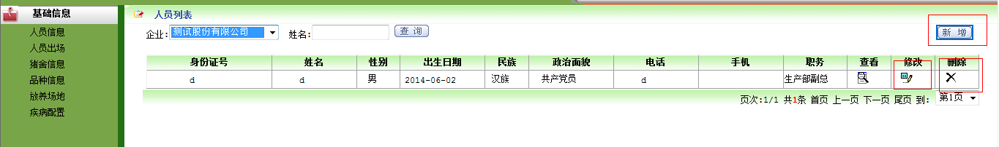 基础信息
人员信息
人员出场
猪舍信息
品种信息
放养场地
疾病配置
人员列表
企业: 测试股份有限公司 姓名: 查 询 新 增
身份证号 姓名 性别 出生日期 民族 政治面貌 电话 手机 职务 查看 修改 删除
d d 男 2014-06-02 汉族 共产党员 d 生产部副总
页次:1/1 共1条 首页 上一页 下一页 尾页 到: 第1页